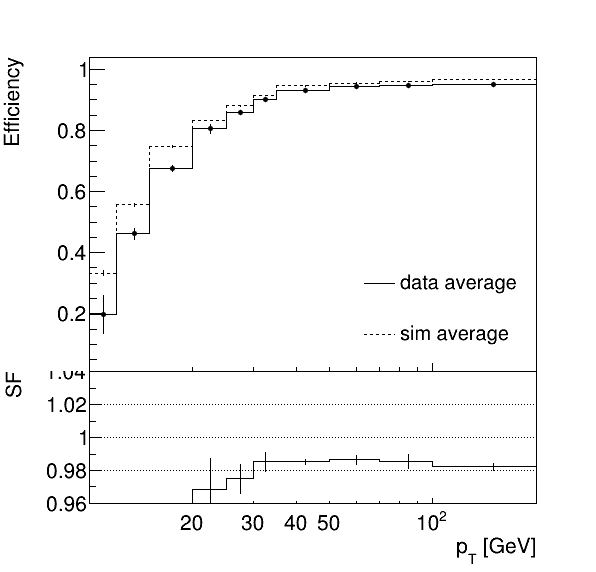 Efficiency
1
0.8
0.6
0.4
0.2
data average
sim average
SF
1.04
1.02
1
0.98
0.96
20 30 40 50 10²
p_T [GeV]